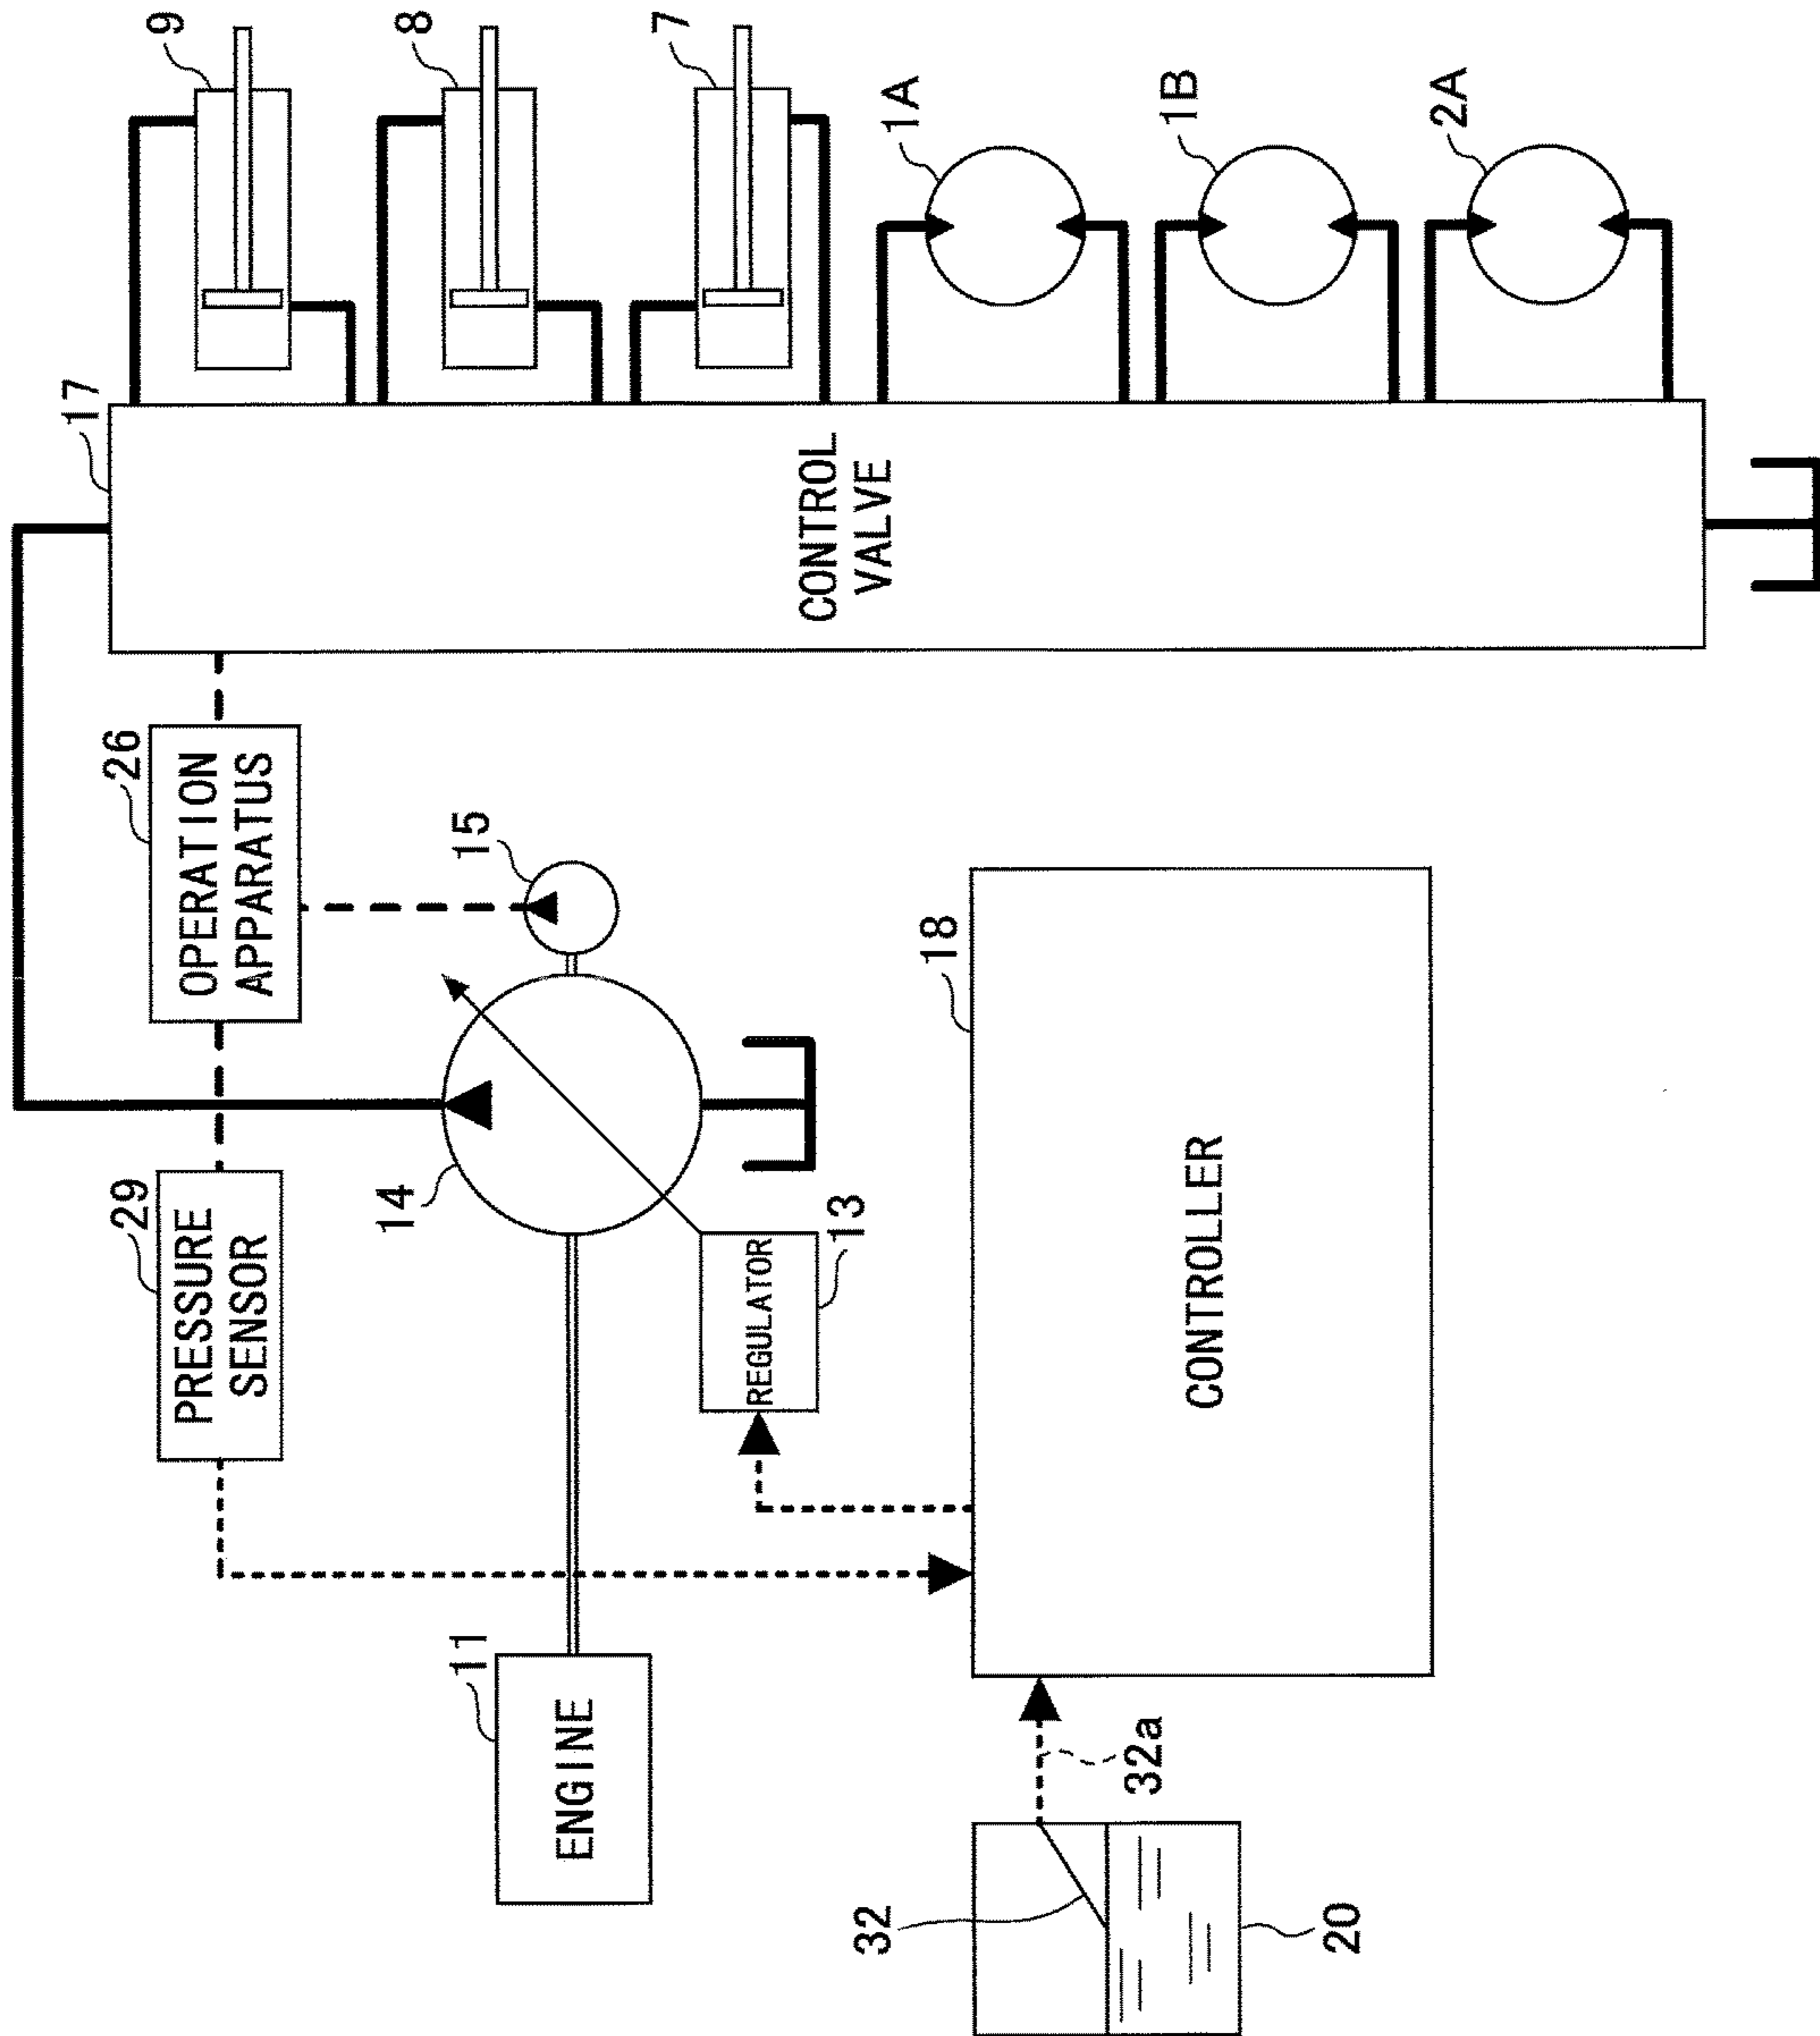 9
8
7
1A
1B
2A
17
CONTROL
VALVE
26
OPERATION
APPARATUS
15
29
PRESSURE
SENSOR
14
REGULATOR
13
18
CONTROLLER
11
ENGINE
32a
32
20